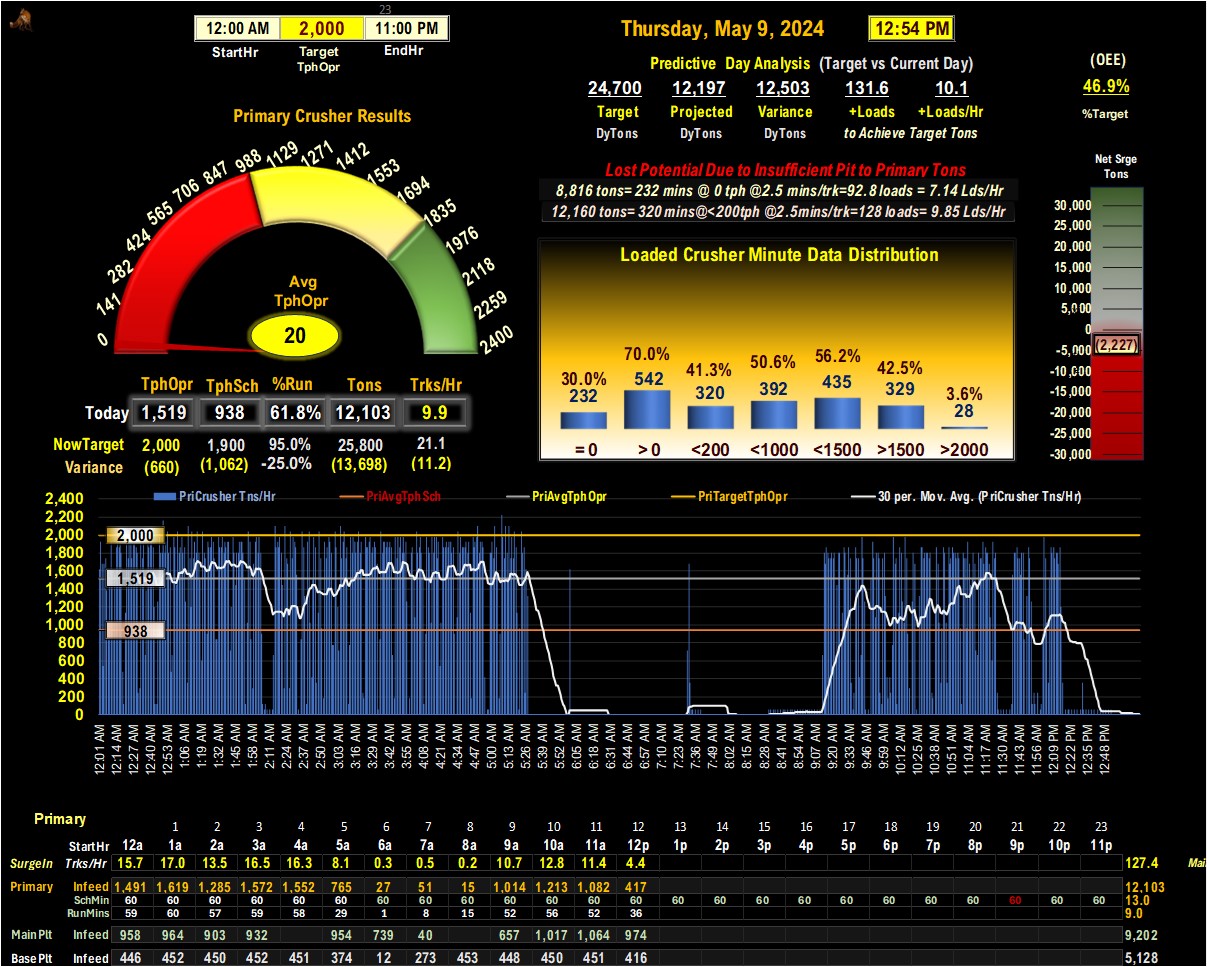 23
12:00 AM 2,000 11:00 PM
StartHr Target TphOpr EndHr
Thursday, May 9, 2024 12:54 PM
Predictive Day Analysis (Target vs Current Day)
24,700 12,197 12,503 131.6 10.1
Target Projected Variance +Loads +Loads/Hr
DyTons DyTons DyTons to Achieve Target Tons
(OEE)
46.9%
%Target
Primary Crusher Results
0 141 282 424 565 706 847 988 1129 1271 1412 1553 1694 1835 1976 2118 2259 2400
Avg
TphOpr
20
Lost Potential Due to Insufficient Pit to Primary Tons
8,816 tons= 232 mins @ 0 tph @2.5 mins/trk=92.8 loads = 7.14 Lds/Hr
12,160 tons= 320 mins@<200tph @2.5mins/trk=128 loads= 9.85 Lds/Hr
Net Srge
Tons
30,000
25,000
20,000
15,000
10,000
5,000
0
-5,000
(2,227)
-10,000
-15,000
-20,000
-25,000
-30,000
Loaded Crusher Minute Data Distribution
30.0% 70.0% 41.3% 50.6% 56.2% 42.5% 3.6%
232 542 320 392 435 329 28
= 0 > 0 <200 <1000 <1500 >1500 >2000
TphOpr TphSch %Run Tons Trks/Hr
Today 1,519 938 61.8% 12,103 9.9
NowTarget 2,000 1,900 95.0% 25,800 21.1
Variance (660) (1,062) -25.0% (13,698) (11.2)
PriCrusher Tns/Hr PriAvgTphSch PriAvgTphOpr PriTargetTphOpr 30 per. Mov. Avg. (PriCrusher Tns/Hr)
2,400
2,200
2,000
1,800
1,600
1,400
1,200
1,000
800
600
400
200
0
2,000
1,519
938
12:01 AM 12:14 AM 12:27 AM 12:40 AM 12:53 AM 1:06 AM 1:19 AM 1:32 AM 1:45 AM 1:58 AM 2:11 AM 2:24 AM 2:37 AM 2:50 AM 3:03 AM 3:16 AM 3:29 AM 3:42 AM 3:55 AM 4:08 AM 4:21 AM 4:34 AM 4:47 AM 5:00 AM 5:13 AM 5:26 AM 5:39 AM 5:52 AM 6:05 AM 6:18 AM 6:31 AM 6:44 AM 6:57 AM 7:10 AM 7:23 AM 7:36 AM 7:49 AM 8:02 AM 8:15 AM 8:28 AM 8:41 AM 8:54 AM 9:07 AM 9:20 AM 9:33 AM 9:46 AM 9:59 AM 10:12 AM 10:25 AM 10:38 AM 10:51 AM 11:04 AM 11:17 AM 11:30 AM 11:43 AM 11:56 AM 12:09 PM 12:22 PM 12:35 PM 12:48 PM
Primary
1 2 3 4 5 6 7 8 9 10 11 12 13 14 15 16 17 18 19 20 21 22 23
StartHr 12a 1a 2a 3a 4a 5a 6a 7a 8a 9a 10a 11a 12p 1p 2p 3p 4p 5p 6p 7p 8p 9p 10p 11p
SurgeIn Trks/Hr 15.7 17.0 13.5 16.5 16.3 8.1 0.3 0.5 0.2 10.7 12.8 11.4 4.4 127.4
Primary Infeed 1,491 1,619 1,285 1,572 1,552 765 27 51 15 1,014 1,213 1,082 417 12,103
SchMin 60 60 60 60 60 60 60 60 60 60 60 60 60 60 60 60 60 60 60 60 60 60 60 60 13.0
RunMins 59 60 57 59 58 29 1 8 15 52 56 52 36 9.0
Main Plt Infeed 958 964 903 932 954 739 40 657 1,017 1,064 974 9,202
Base Plt Infeed 446 452 450 452 451 374 12 273 453 448 450 451 416 5,128